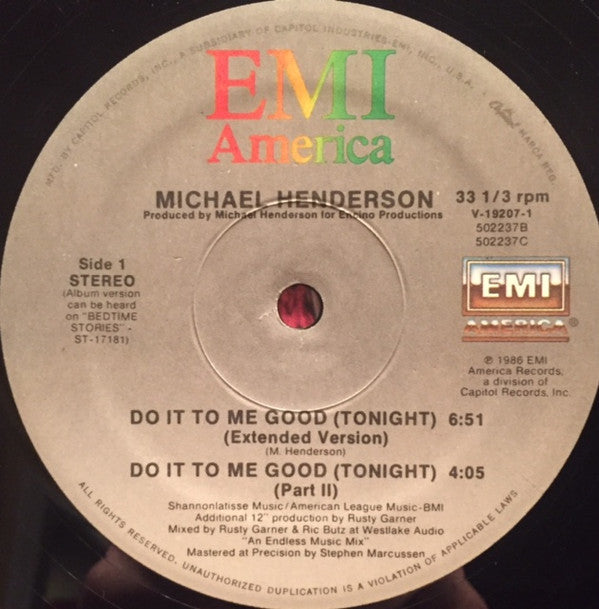 MFD. BY CAPITOL RECORDS, INC., A SUBSIDIARY OF CAPITOL INDUSTRIES-EMI, INC., U.S.A.
Capitol MARCA REG.
EMI
America
MICHAEL HENDERSON
Produced by Michael Henderson for Encino Productions
33 1/3 rpm
V-19207-1
502237B
502237C
Side 1
STEREO
(Album version
can be heard
on "BEDTIME
STORIES" -
ST-17181)
EMI
AMERICA®
℗ 1986 EMI
America Records,
a division of
Capitol Records, Inc.
DO IT TO ME GOOD (TONIGHT) 6:51
(Extended Version)
(M. Henderson)
DO IT TO ME GOOD (TONIGHT) 4:05
(Part II)
Shannonlatisse Music/American League Music-BMI
Additional 12" production by Rusty Garner
Mixed by Rusty Garner & Ric Butz at Westlake Audio
"An Endless Music Mix"
Mastered at Precision by Stephen Marcussen
ALL RIGHTS RESERVED. UNAUTHORIZED DUPLICATION IS A VIOLATION OF APPLICABLE LAWS